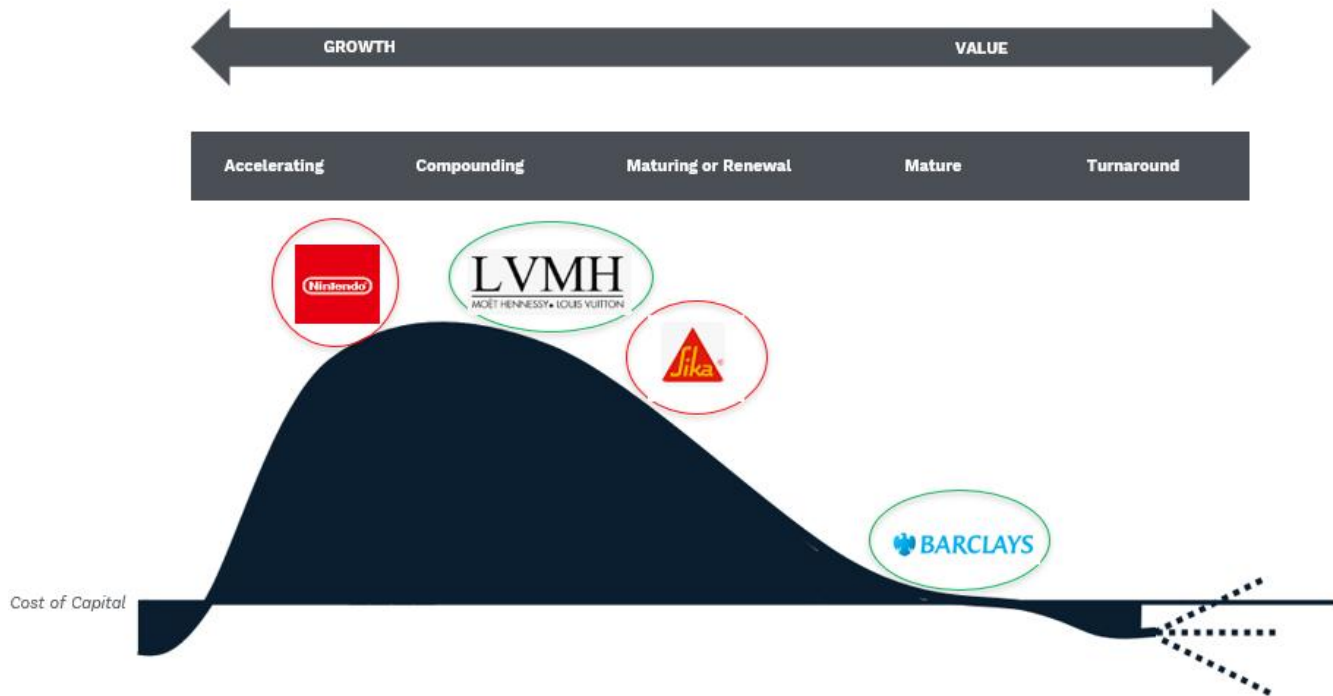 GROWTH VALUE
Accelerating Compounding Maturing or Renewal Mature Turnaround
Nintendo
LVMH
MOËT HENNESSY • LOUIS VUITTON
Sika®
BARCLAYS
Cost of Capital